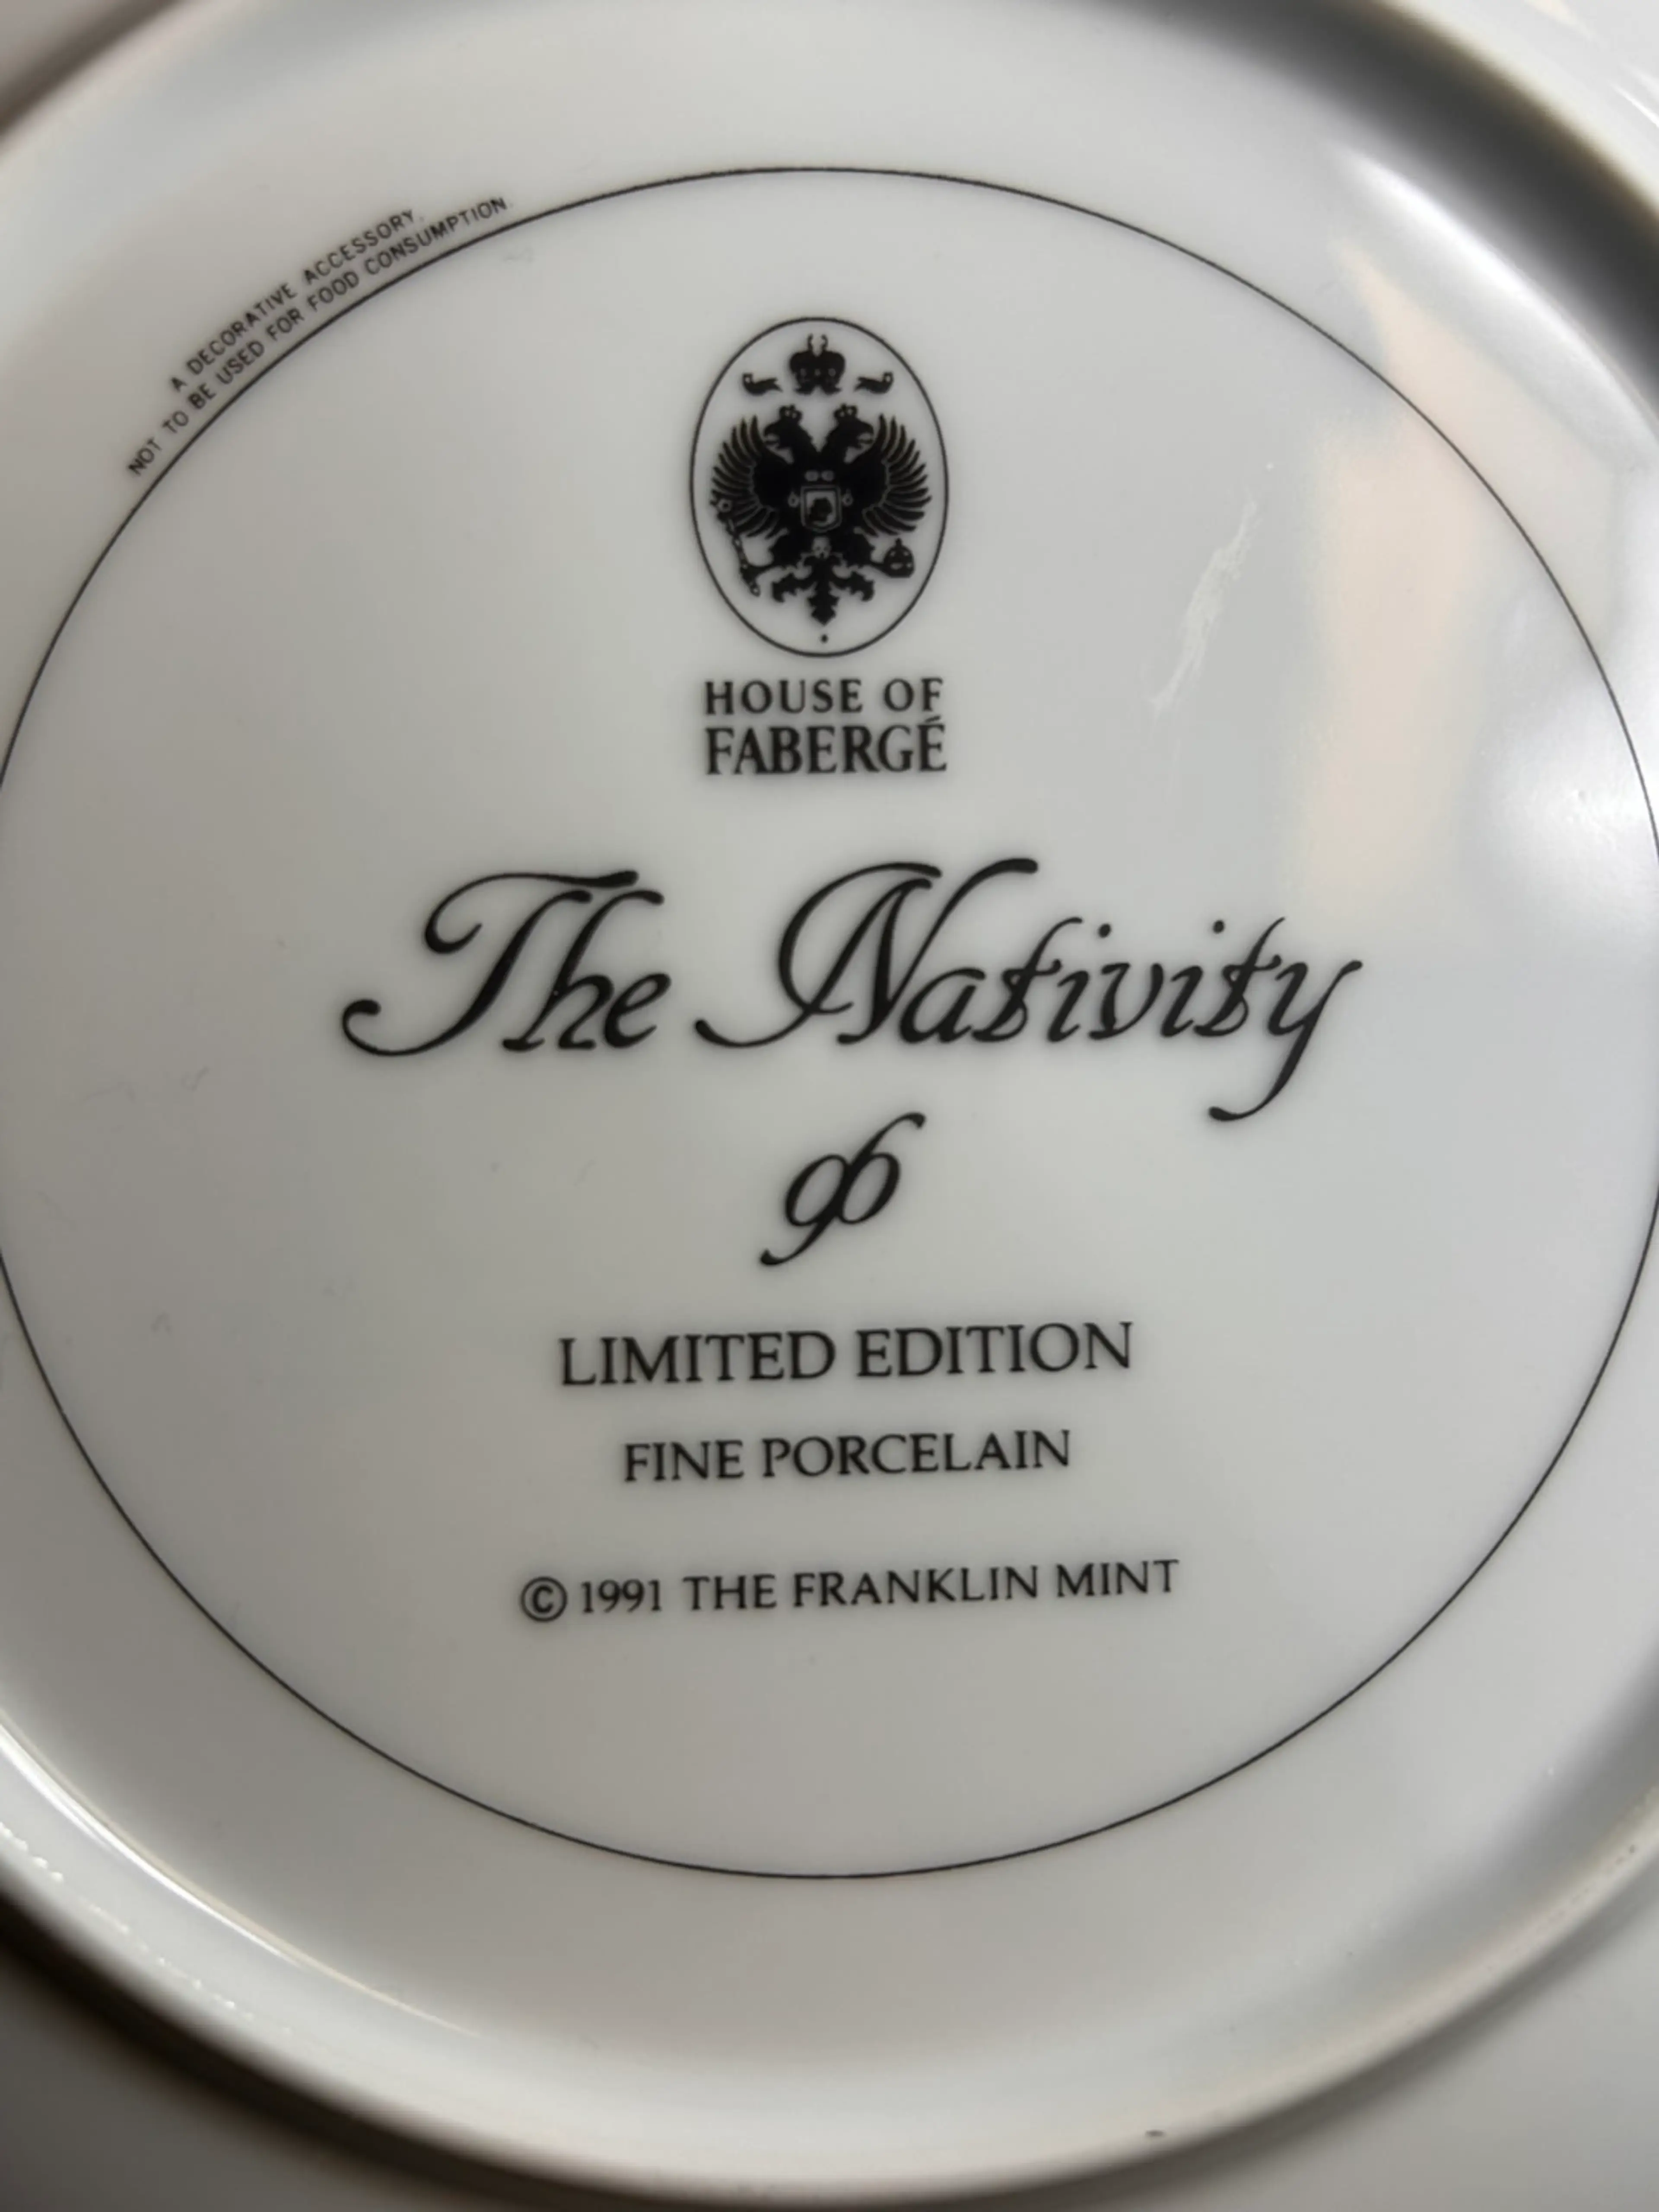 A DECORATIVE ACCESSORY.
NOT TO BE USED FOR FOOD CONSUMPTION.
HOUSE OF
FABERGÉ
The Nativity
LIMITED EDITION
FINE PORCELAIN
© 1991 THE FRANKLIN MINT